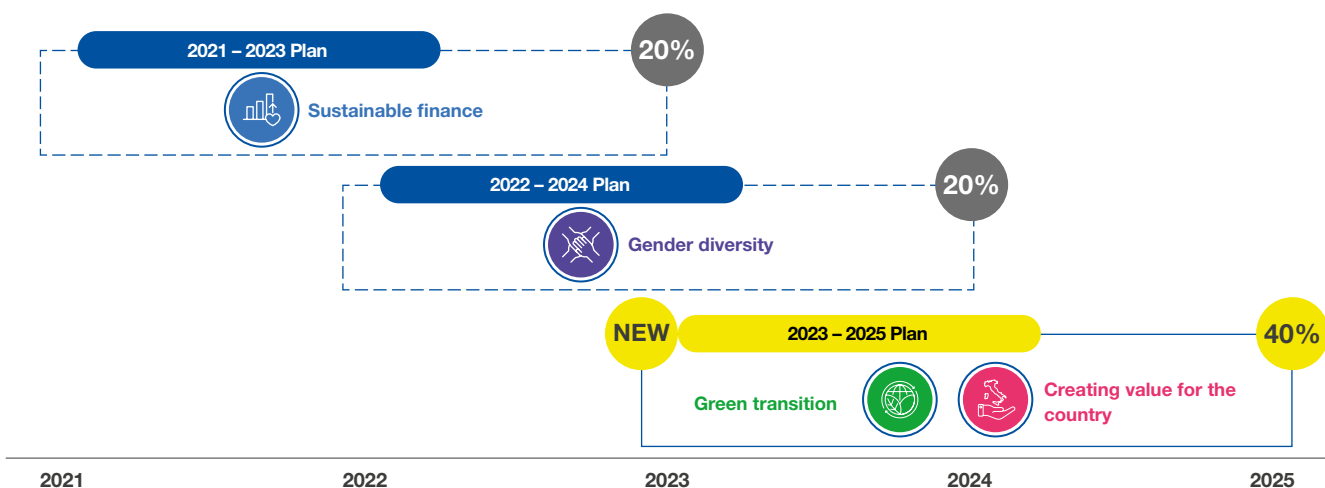 2021 – 2023 Plan
20%
Sustainable finance
2022 – 2024 Plan
20%
Gender diversity
NEW
2023 – 2025 Plan
40%
Green transition
Creating value for the
country
2021 2022 2023 2024 2025